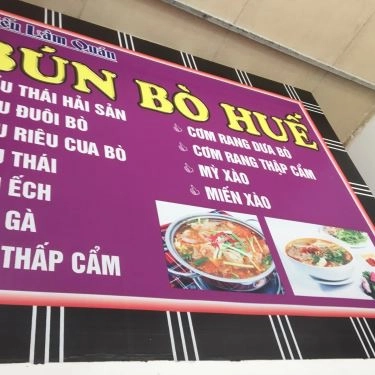 Lâm Quán
BÚN BÒ HUẾ
THÁI HẢI SẢN
ĐUÔI BÒ
RIÊU CUA BÒ
THÁI
ẾCH
GÀ
THẤP CẨM
CƠM RANG DƯA BÒ
CƠM RANG THẬP CẨM
MỲ XÀO
MIẾN XÀO